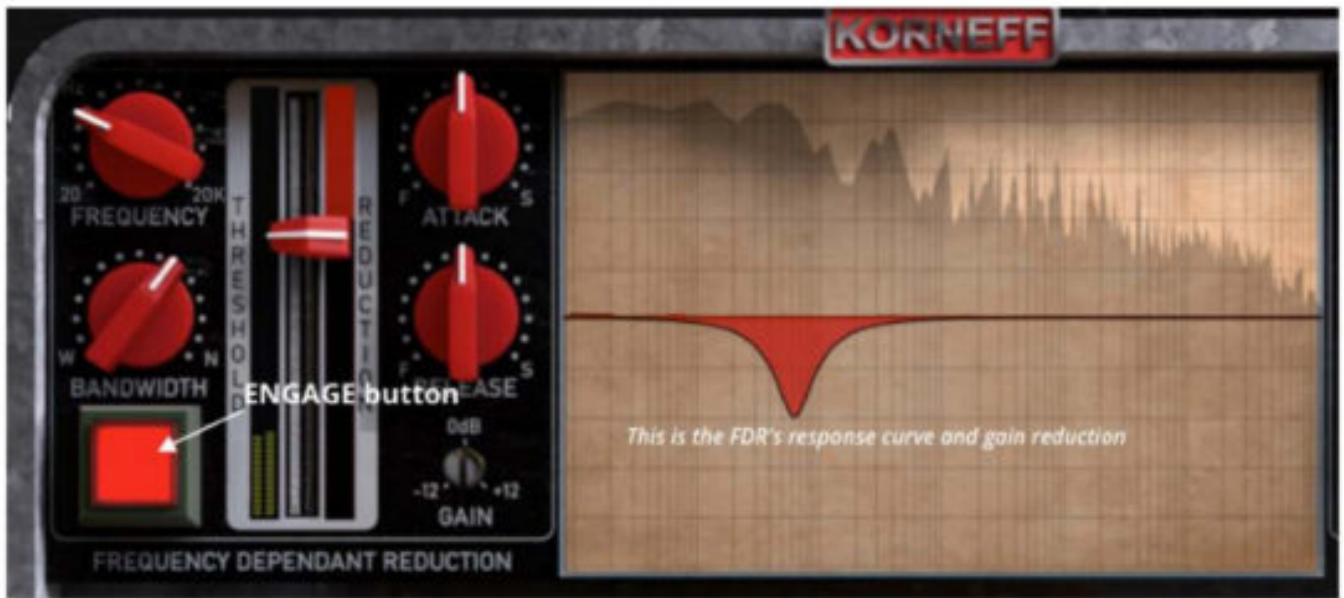 KORNEFF
20
20K
FREQUENCY
W
N
BANDWIDTH
ENGAGE button
THRESHOLD
REDUCTION
F
S
ATTACK
F
S
RELEASE
0dB
-12
+12
GAIN
FREQUENCY DEPENDANT REDUCTION
This is the FDR's response curve and gain reduction